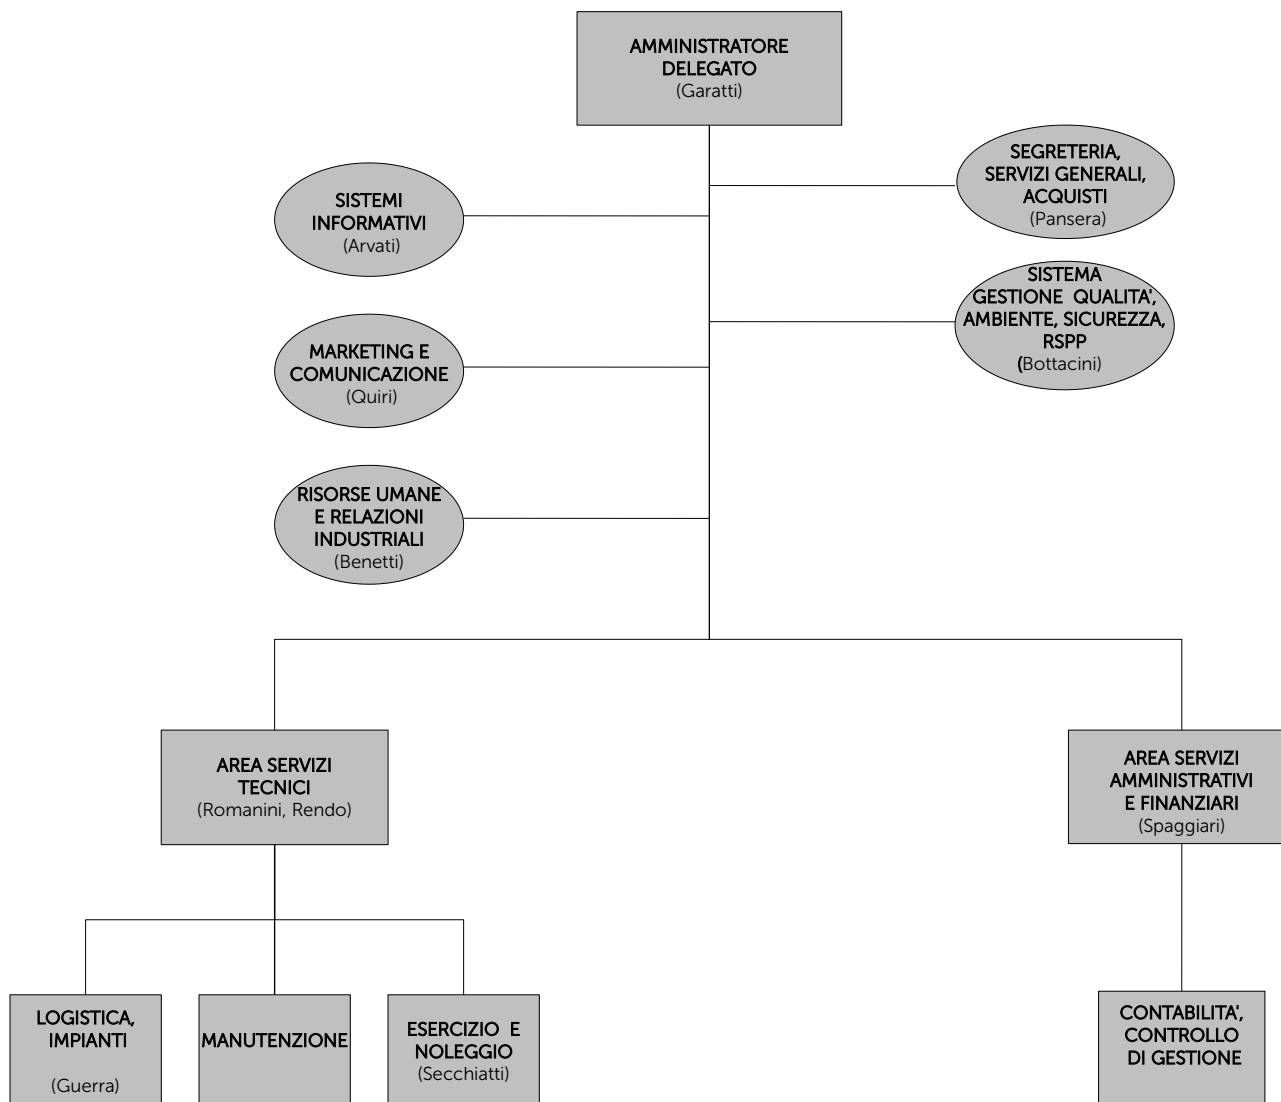 AMMINISTRATORE
DELEGATO
(Garatti)
SEGRETERIA,
SERVIZI GENERALI,
ACQUISTI
(Pansera)
SISTEMI
INFORMATIVI
(Arvati)
SISTEMA
GESTIONE QUALITA',
AMBIENTE, SICUREZZA,
RSPP
(Bottacini)
MARKETING E
COMUNICAZIONE
(Quiri)
RISORSE UMANE
E RELAZIONI
INDUSTRIALI
(Benetti)
AREA SERVIZI
TECNICI
(Romanini, Rendo)
AREA SERVIZI
AMMINISTRATIVI
E FINANZIARI
(Spaggiari)
LOGISTICA,
IMPIANTI
(Guerra)
MANUTENZIONE
ESERCIZIO E
NOLEGGIO
(Secchiatti)
CONTABILITA',
CONTROLLO
DI GESTIONE